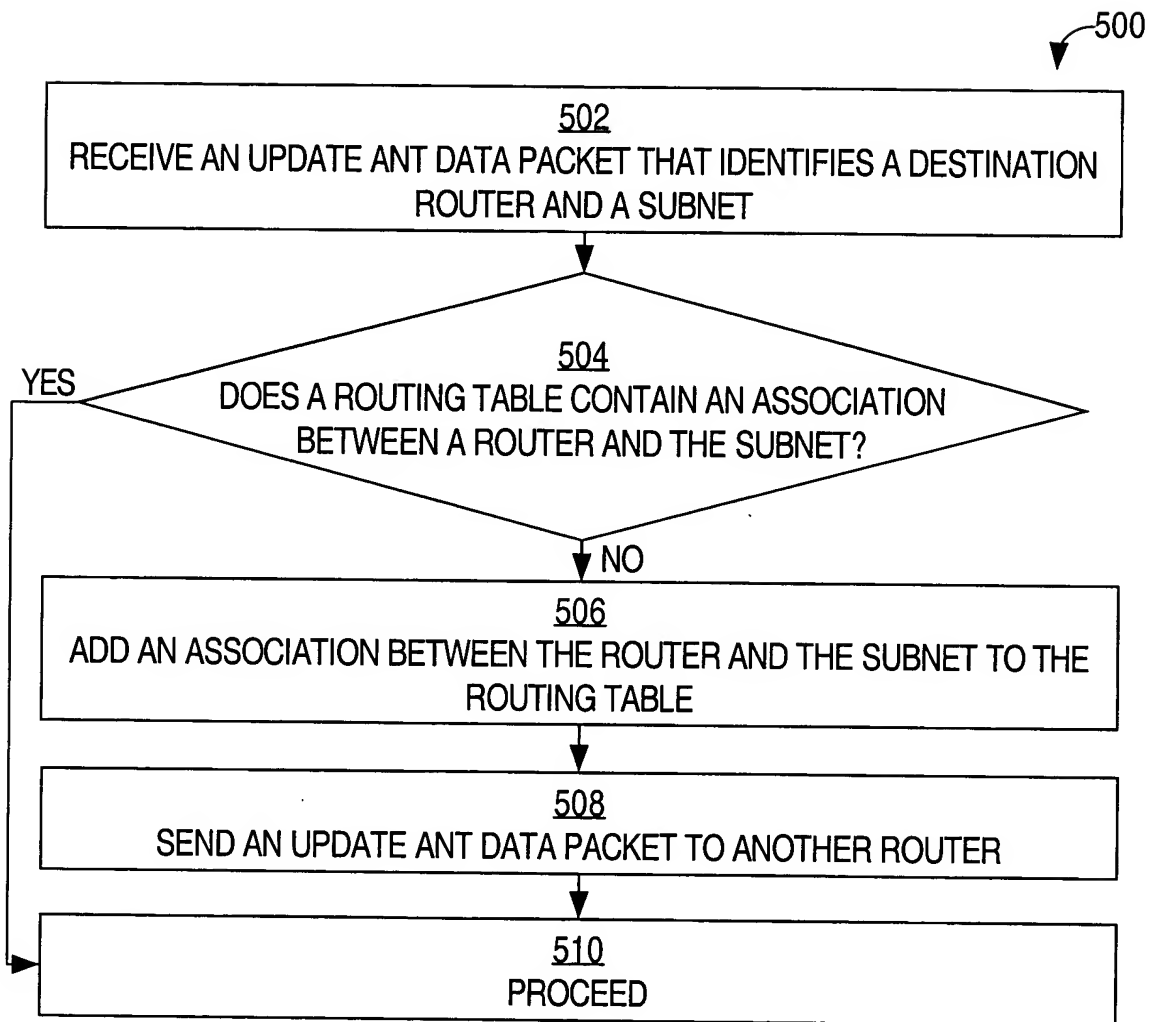 500
502
RECEIVE AN UPDATE ANT DATA PACKET THAT IDENTIFIES A DESTINATION
ROUTER AND A SUBNET
504
DOES A ROUTING TABLE CONTAIN AN ASSOCIATION
BETWEEN A ROUTER AND THE SUBNET?
YES
NO
506
ADD AN ASSOCIATION BETWEEN THE ROUTER AND THE SUBNET TO THE
ROUTING TABLE
508
SEND AN UPDATE ANT DATA PACKET TO ANOTHER ROUTER
510
PROCEED